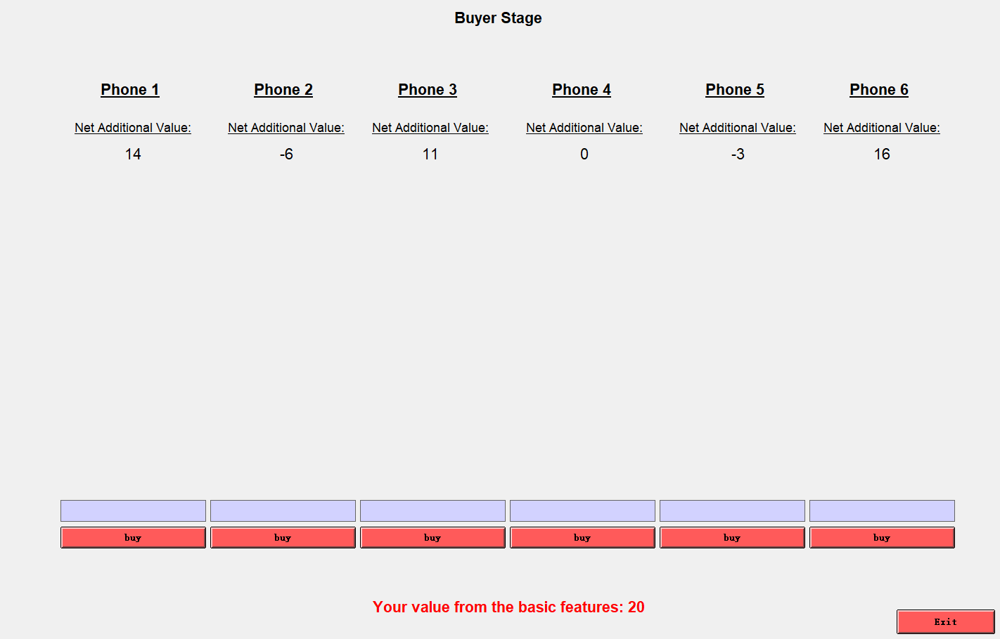 Buyer Stage
Phone 1 Phone 2 Phone 3 Phone 4 Phone 5 Phone 6
Net Additional Value: Net Additional Value: Net Additional Value: Net Additional Value: Net Additional Value: Net Additional Value:
14 -6 11 0 -3 16
buy buy buy buy buy buy
Your value from the basic features: 20
Exit